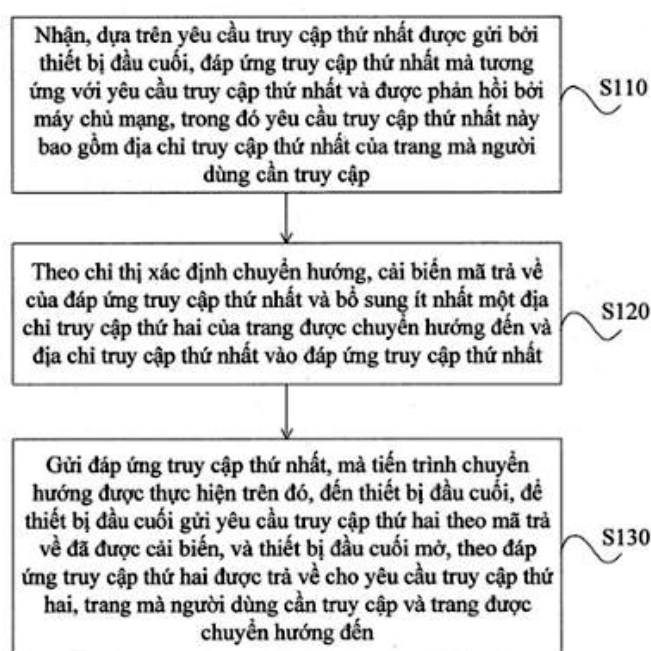 Nhận, dựa trên yêu cầu truy cập thứ nhất được gửi bởi
thiết bị đầu cuối, đáp ứng truy cập thứ nhất mà tương
ứng với yêu cầu truy cập thứ nhất và được phản hồi bởi
máy chủ mạng, trong đó yêu cầu truy cập thứ nhất này
bao gồm địa chỉ truy cập thứ nhất của trang mà người
dùng cần truy cập
S110
Theo chỉ thị xác định chuyển hướng, cải biến mã trả về
của đáp ứng truy cập thứ nhất và bổ sung ít nhất một địa
chỉ truy cập thứ hai của trang được chuyển hướng đến và
địa chỉ truy cập thứ nhất vào đáp ứng truy cập thứ nhất
S120
Gửi đáp ứng truy cập thứ nhất, mà tiến trình chuyển
hướng được thực hiện trên đó, đến thiết bị đầu cuối, để
thiết bị đầu cuối gửi yêu cầu truy cập thứ hai theo mã trả
về đã được cải biến, và thiết bị đầu cuối mở, theo đáp
ứng truy cập thứ hai được trả về cho yêu cầu truy cập thứ
hai, trang mà người dùng cần truy cập và trang được
chuyển hướng đến
S130